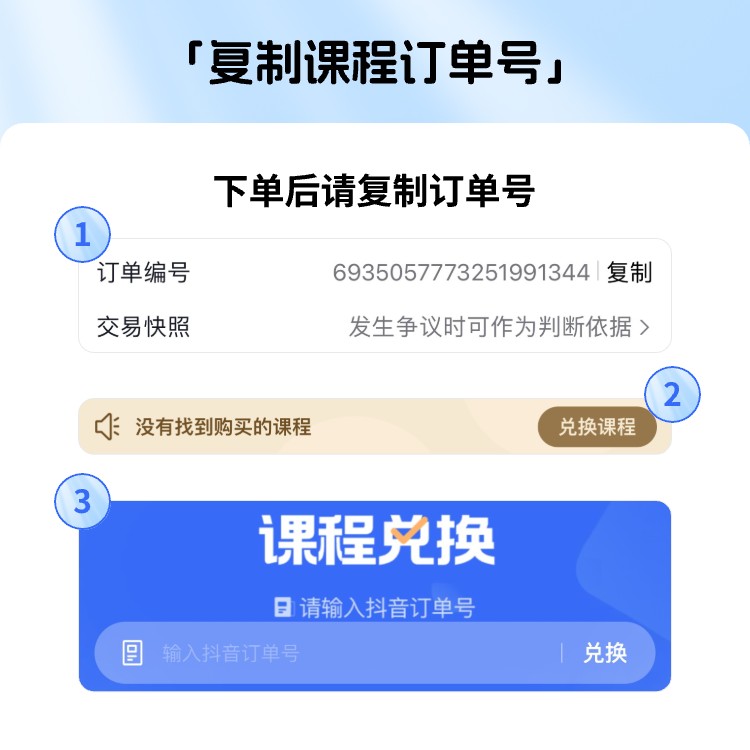 「复制课程订单号」
下单后请复制订单号
1
订单编号 6935057773251991344 复制
交易快照 发生争议时可作为判断依据
2
没有找到购买的课程 兑换课程
3
课程兑换
请输入抖音订单号
输入抖音订单号 兑换